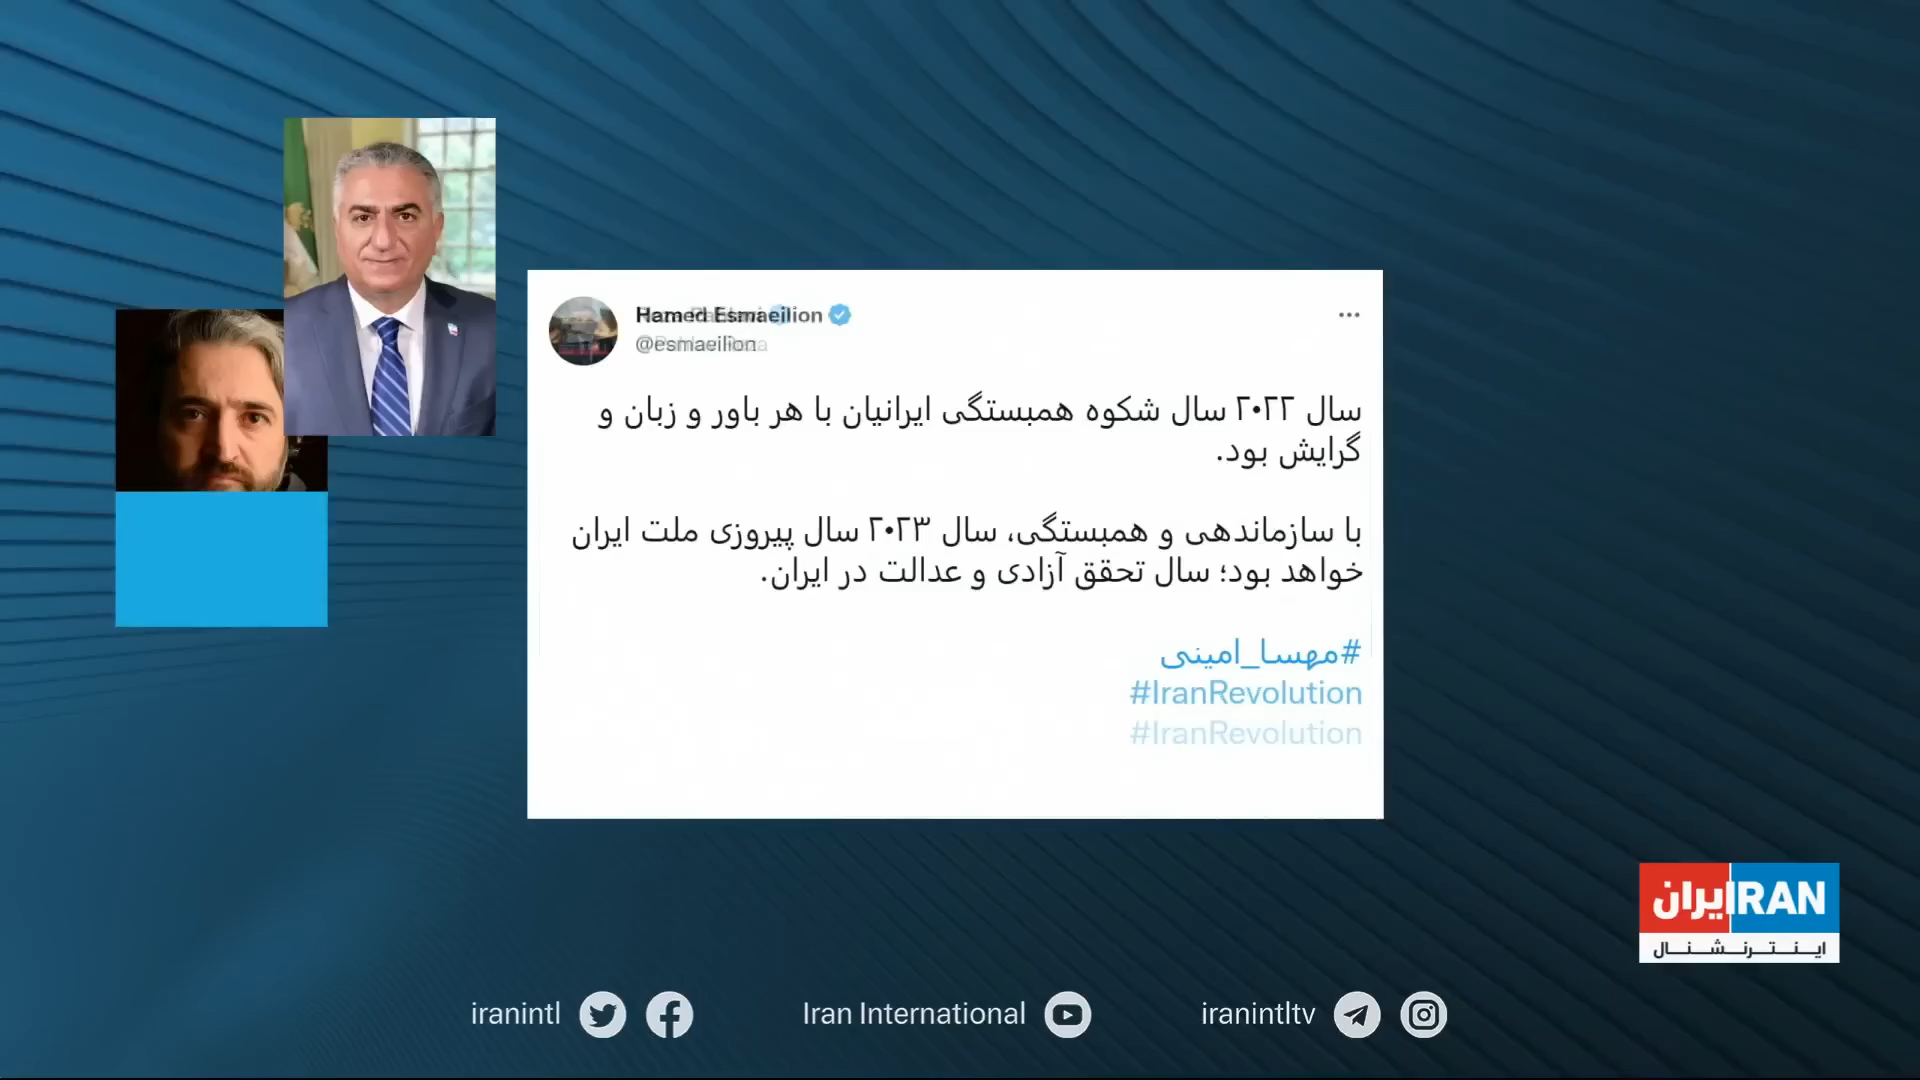 Hamed Esmaeilion
@esmaeilion
سال ۲۰۲۲ سال شکوه همبستگی ایرانیان با هر باور و زبان و
گرایش بود.
با سازماندهی و همبستگی، سال ۲۰۲۳ سال پیروزی ملت ایران
خواهد بود؛ سال تحقق آزادی و عدالت در ایران.
#مهسا_امینی
#IranRevolution
#IranRevolution
ایران IRAN
اینترنشنال
iranintl
Iran International
iranintltv